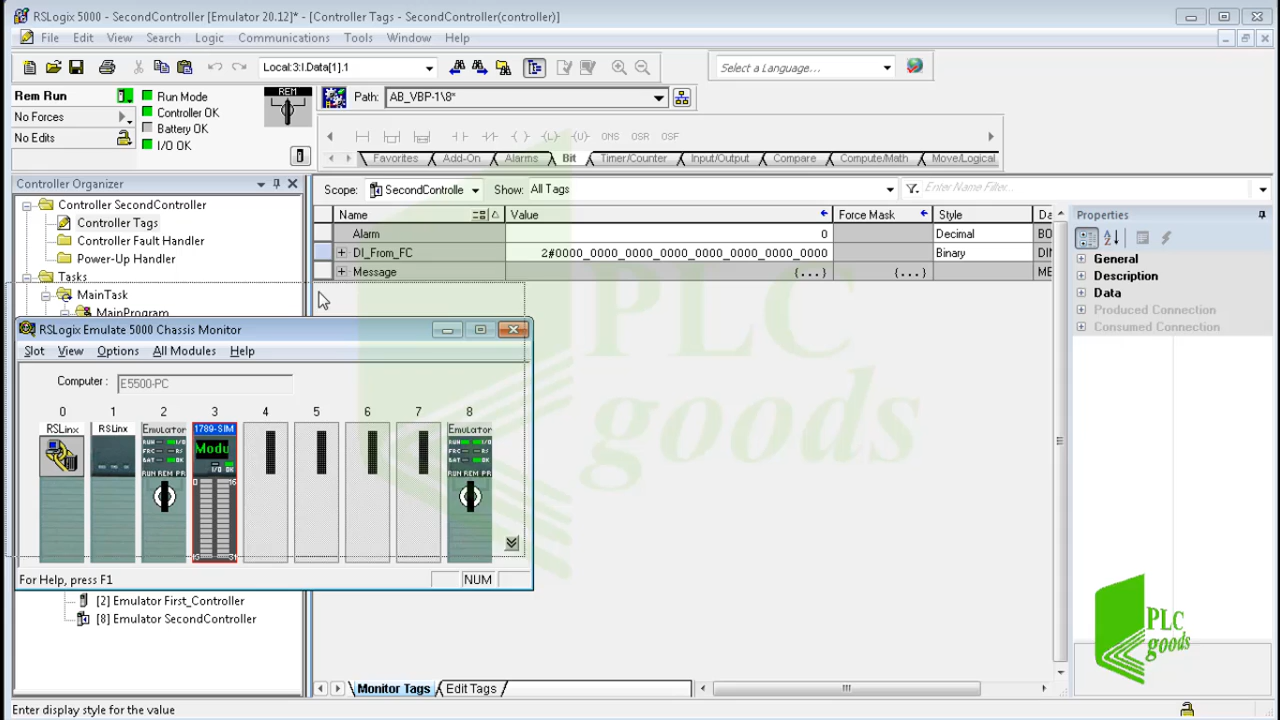 RSLogix 5000 - SecondController [Emulator 20.12]* - [Controller Tags - SecondController(controller)]
File Edit View Search Logic Communications Tools Window Help
Local:3:I.Data[1].1
Select a Language...
Rem Run
No Forces
No Edits
Run Mode
Controller OK
Battery OK
I/O OK
REM
Path: AB_VBP-1\8*
(L) (U) ONS OSR OSF
Favorites Add-On Alarms Bit Timer/Counter Input/Output Compare Compute/Math Move/Logical
Controller Organizer
Controller SecondController
Controller Tags
Controller Fault Handler
Power-Up Handler
Tasks
MainTask
MainProgram
Scope: SecondControlle Show: All Tags
Enter Name Filter...
Name Value Force Mask Style Da
Alarm 0 Decimal BO
DI_From_FC 2#0000_0000_0000_0000_0000_0000_0000_0000 Binary DIN
Message {...} {...} ME
Properties
General
Description
Data
Produced Connection
Consumed Connection
RSLogix Emulate 5000 Chassis Monitor
Slot View Options All Modules Help
Computer : E5500-PC
0 1 2 3 4 5 6 7 8
RSLinx RSLinx Emulator 1789-SIM Emulator
Modu
For Help, press F1
NUM
[2] Emulator First_Controller
[8] Emulator SecondController
PLC
goods
PLC
goods
Monitor Tags Edit Tags
Enter display style for the value